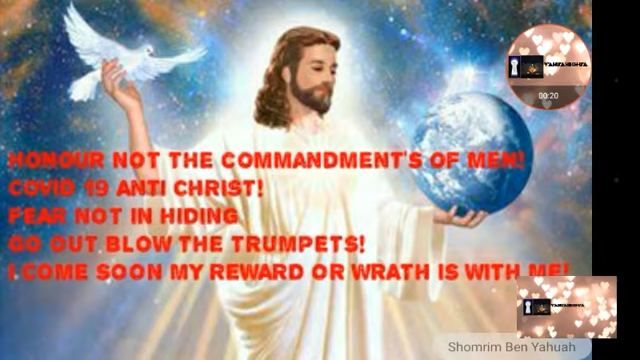 HONOUR NOT THE COMMANDMENT'S OF MEN!
COVID 19 ANTI CHRIST!
FEAR NOT IN HIDING
GO OUT BLOW THE TRUMPETS!
I COME SOON MY REWARD OR WRATH IS WITH ME!
00:20
Shomrim Ben Yahuah